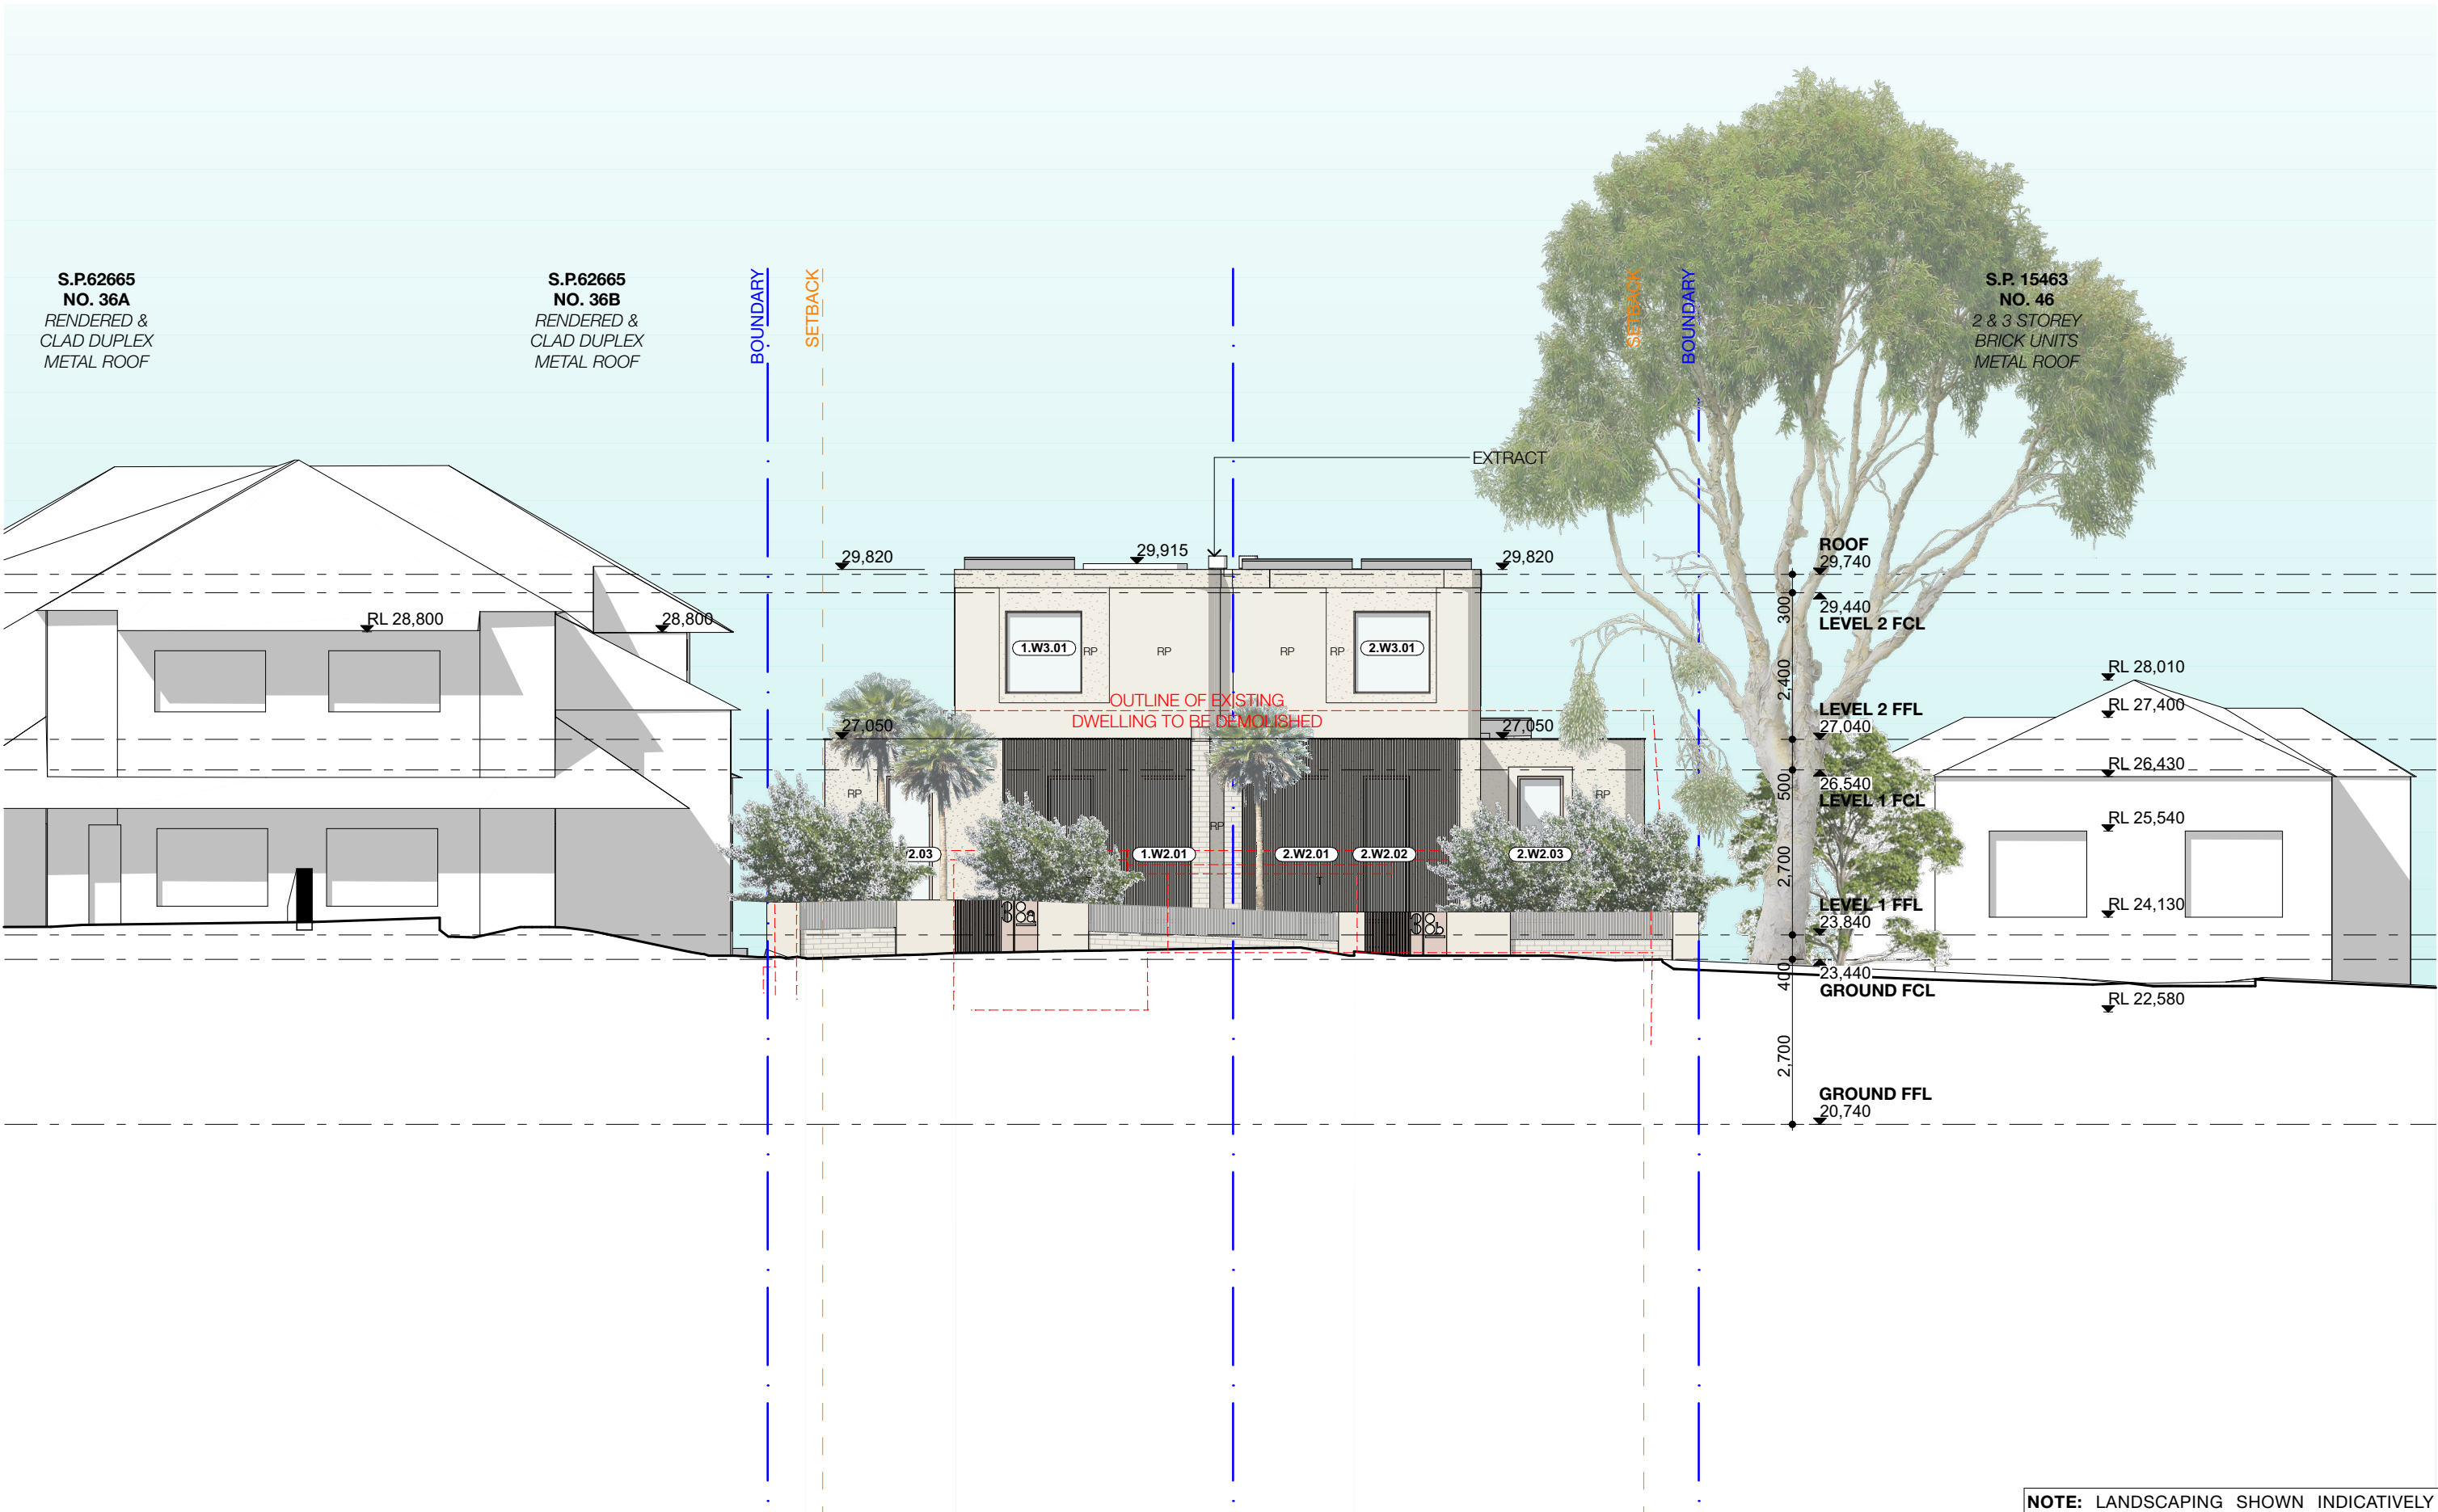 S.P.62665
NO. 36A
RENDERED &
CLAD DUPLEX
METAL ROOF
S.P.62665
NO. 36B
RENDERED &
CLAD DUPLEX
METAL ROOF
BOUNDARY
SETBACK
SETBACK
BOUNDARY
S.P. 15463
NO. 46
2 & 3 STOREY
BRICK UNITS
METAL ROOF
EXTRACT
29,820
29,915
29,820
ROOF
29,740
300
29,440
LEVEL 2 FCL
RL 28,800
28,800
1.W3.01
RP
RP
RP
RP
2.W3.01
2,400
RL 28,010
OUTLINE OF EXISTING
DWELLING TO BE DEMOLISHED
27,050
27,050
LEVEL 2 FFL
27,040
RL 27,400
RL 26,430
500
26,540
LEVEL 1 FCL
RP
RP
RP
RL 25,540
2.03
1.W2.01
2.W2.01
2.W2.02
2.W2.03
T
2,700
LEVEL 1 FFL
23,840
RL 24,130
38a
38b
400
23,440
GROUND FCL
RL 22,580
2,700
GROUND FFL
20,740
NOTE: LANDSCAPING SHOWN INDICATIVELY